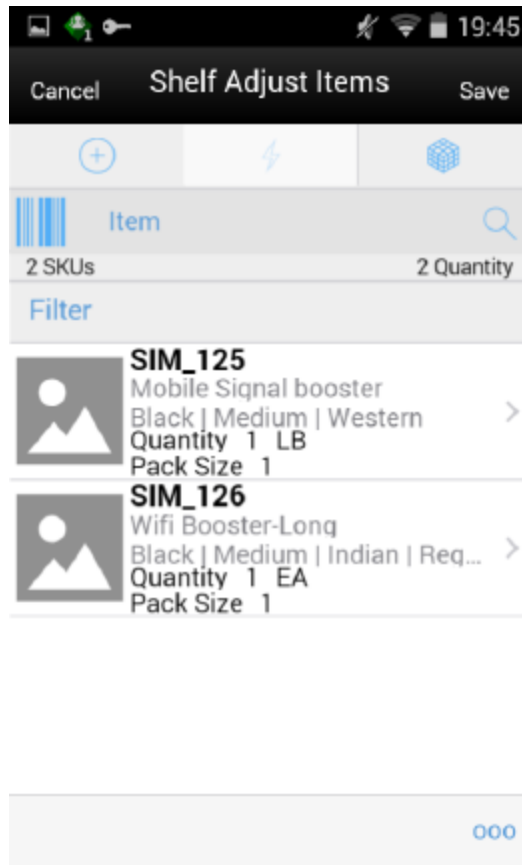 1 19:45
Cancel Shelf Adjust Items Save
Item
2 SKUs 2 Quantity
Filter
SIM_125
Mobile Signal booster
Black | Medium | Western
Quantity 1 LB
Pack Size 1
SIM_126
Wifi Booster-Long
Black | Medium | Indian | Req...
Quantity 1 EA
Pack Size 1